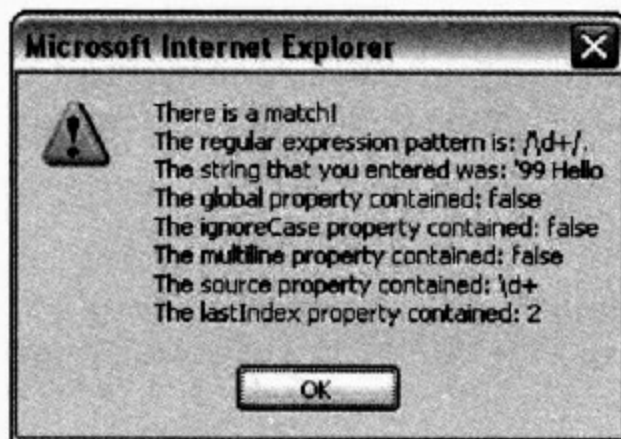 Microsoft Internet Explorer
There is a match!
The regular expression pattern is: /\d+/.
The string that you entered was: '99 Hello
The global property contained: false
The ignoreCase property contained: false
The multiline property contained: false
The source property contained: \d+
The lastIndex property contained: 2
OK